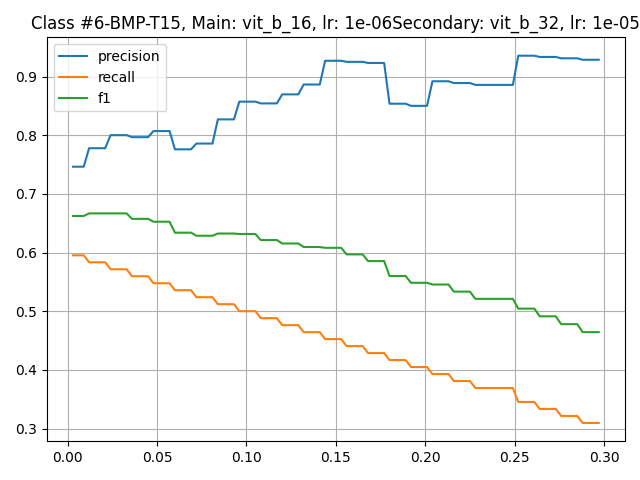 Class #6-BMP-T15, Main: vit_b_16, lr: 1e-06Secondary: vit_b_32, lr: 1e-05
precision
recall
f1
0.9
0.8
0.7
0.6
0.5
0.4
0.3
0.00 0.05 0.10 0.15 0.20 0.25 0.30